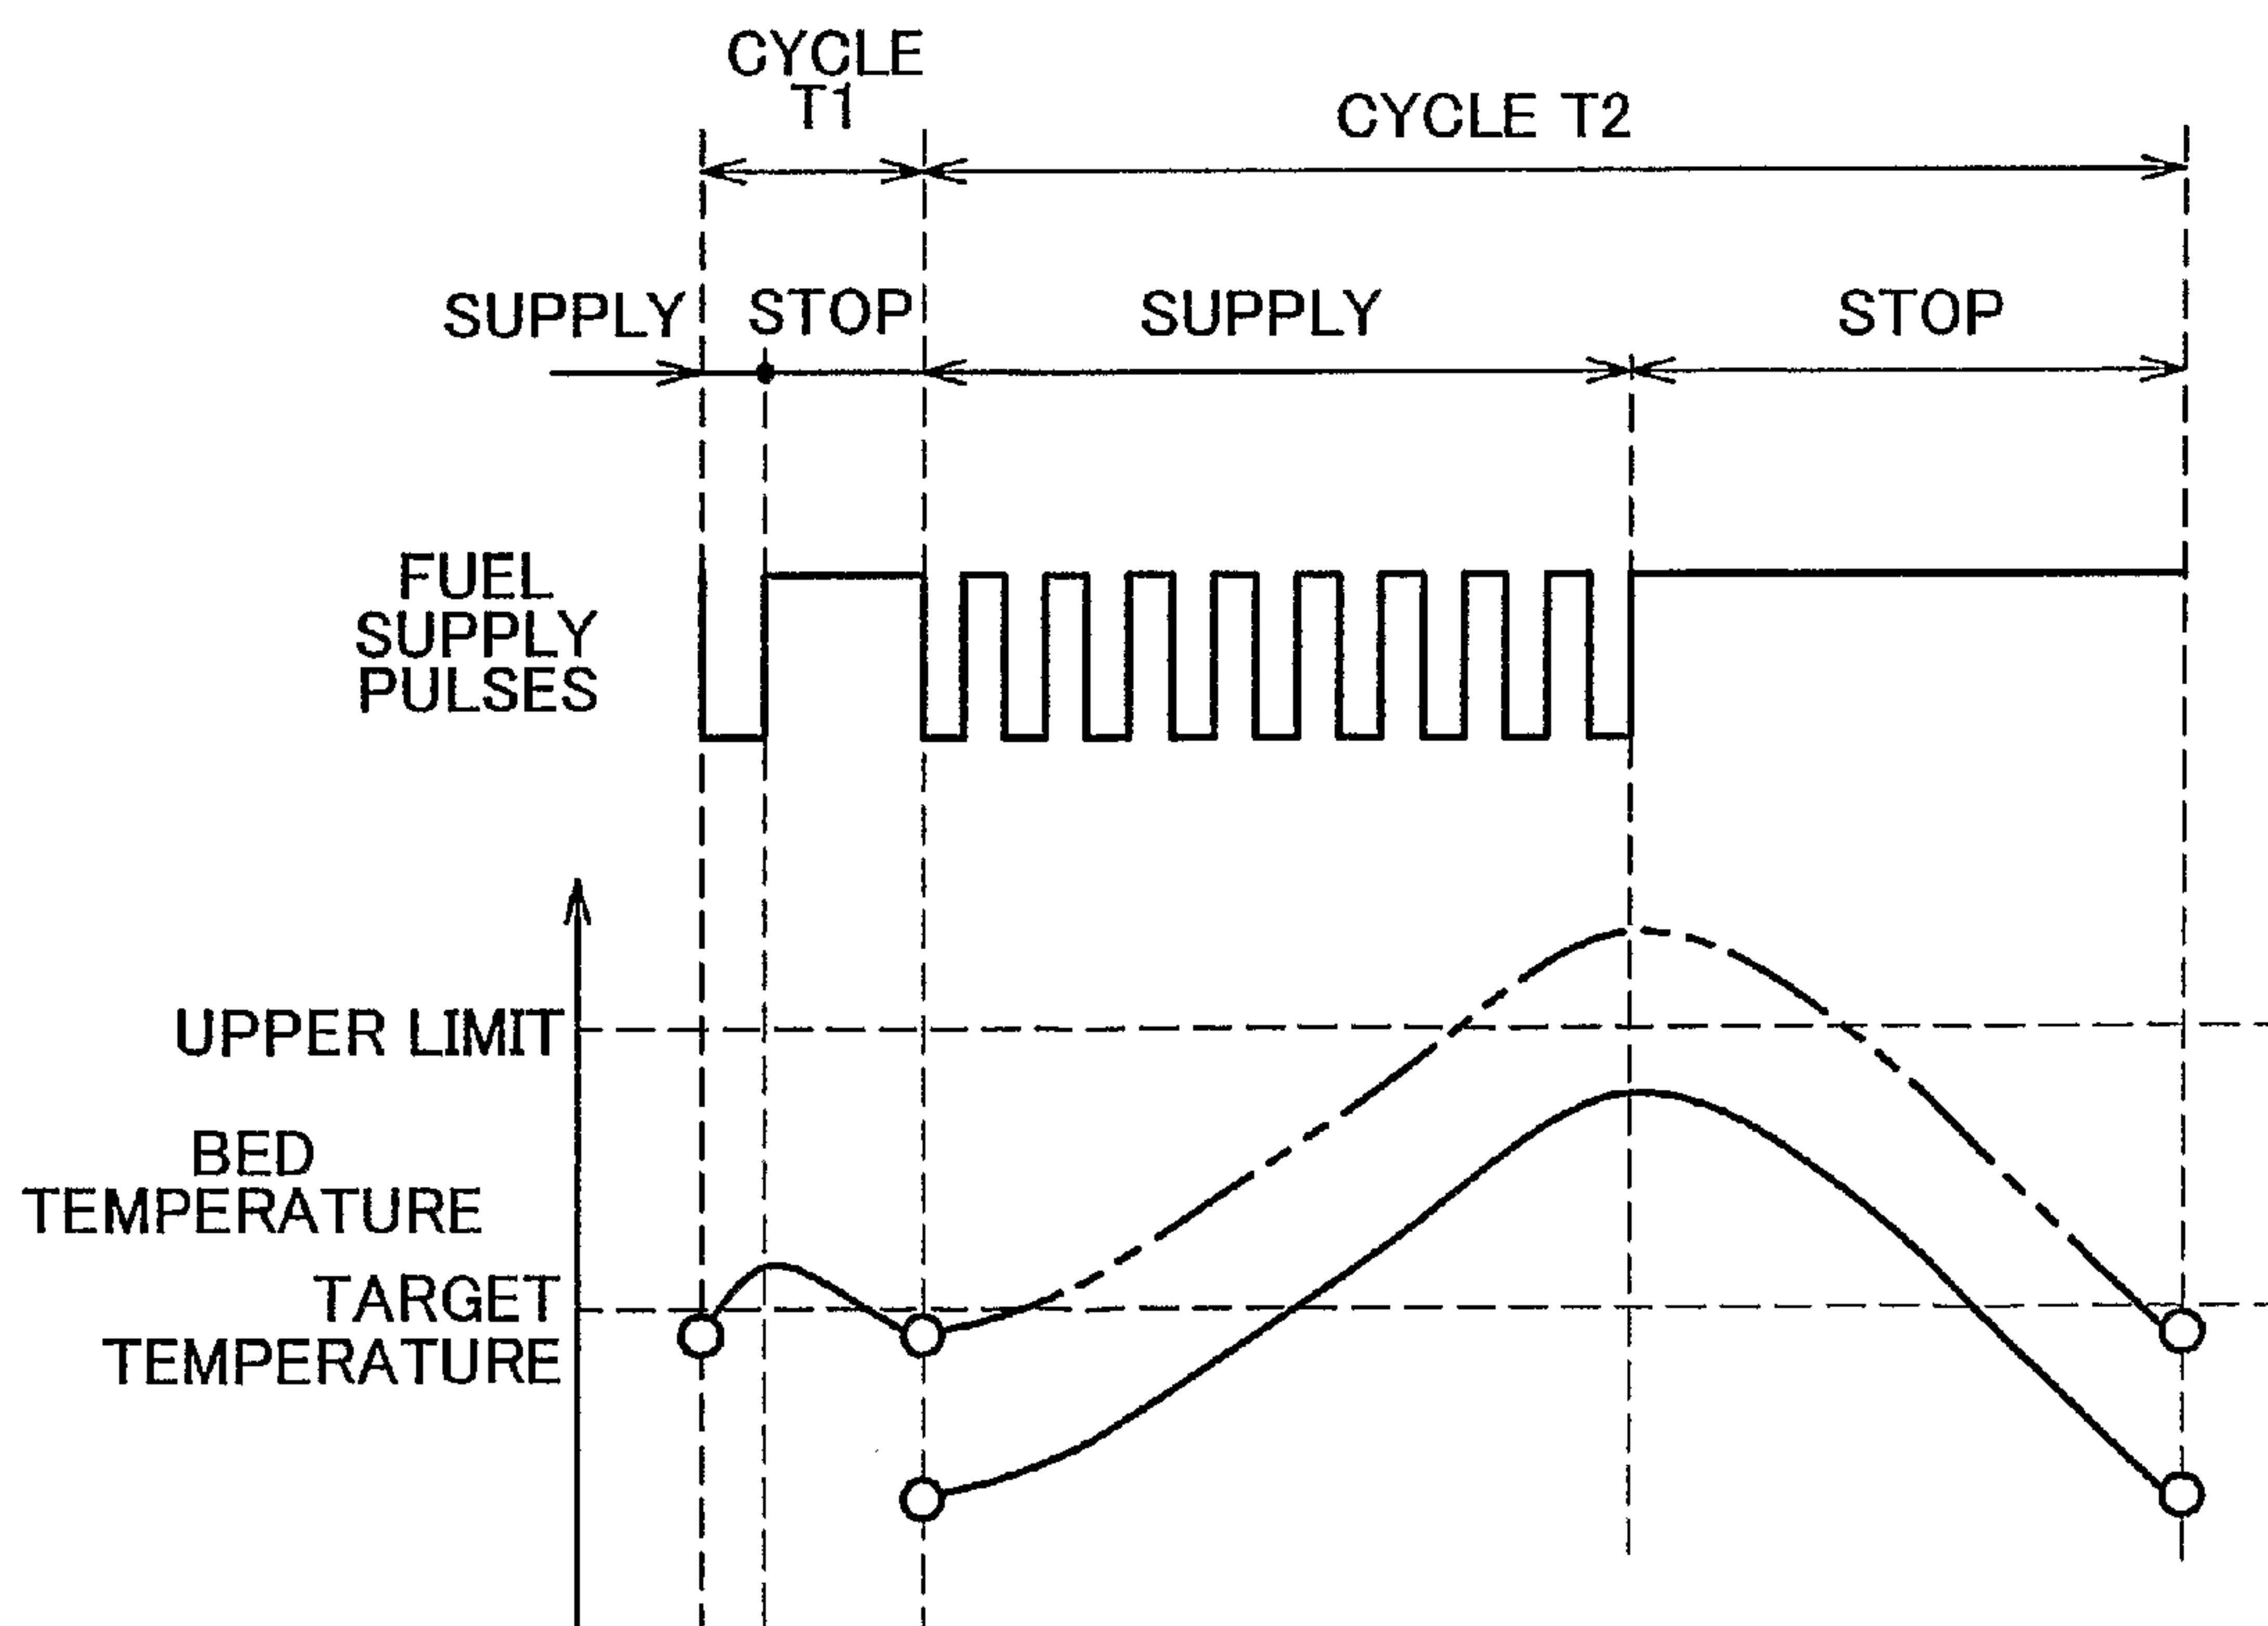 CYCLE
T1
CYCLE T2
SUPPLY
STOP
SUPPLY
STOP
FUEL
SUPPLY
PULSES
UPPER LIMIT
BED
TEMPERATURE
TARGET
TEMPERATURE